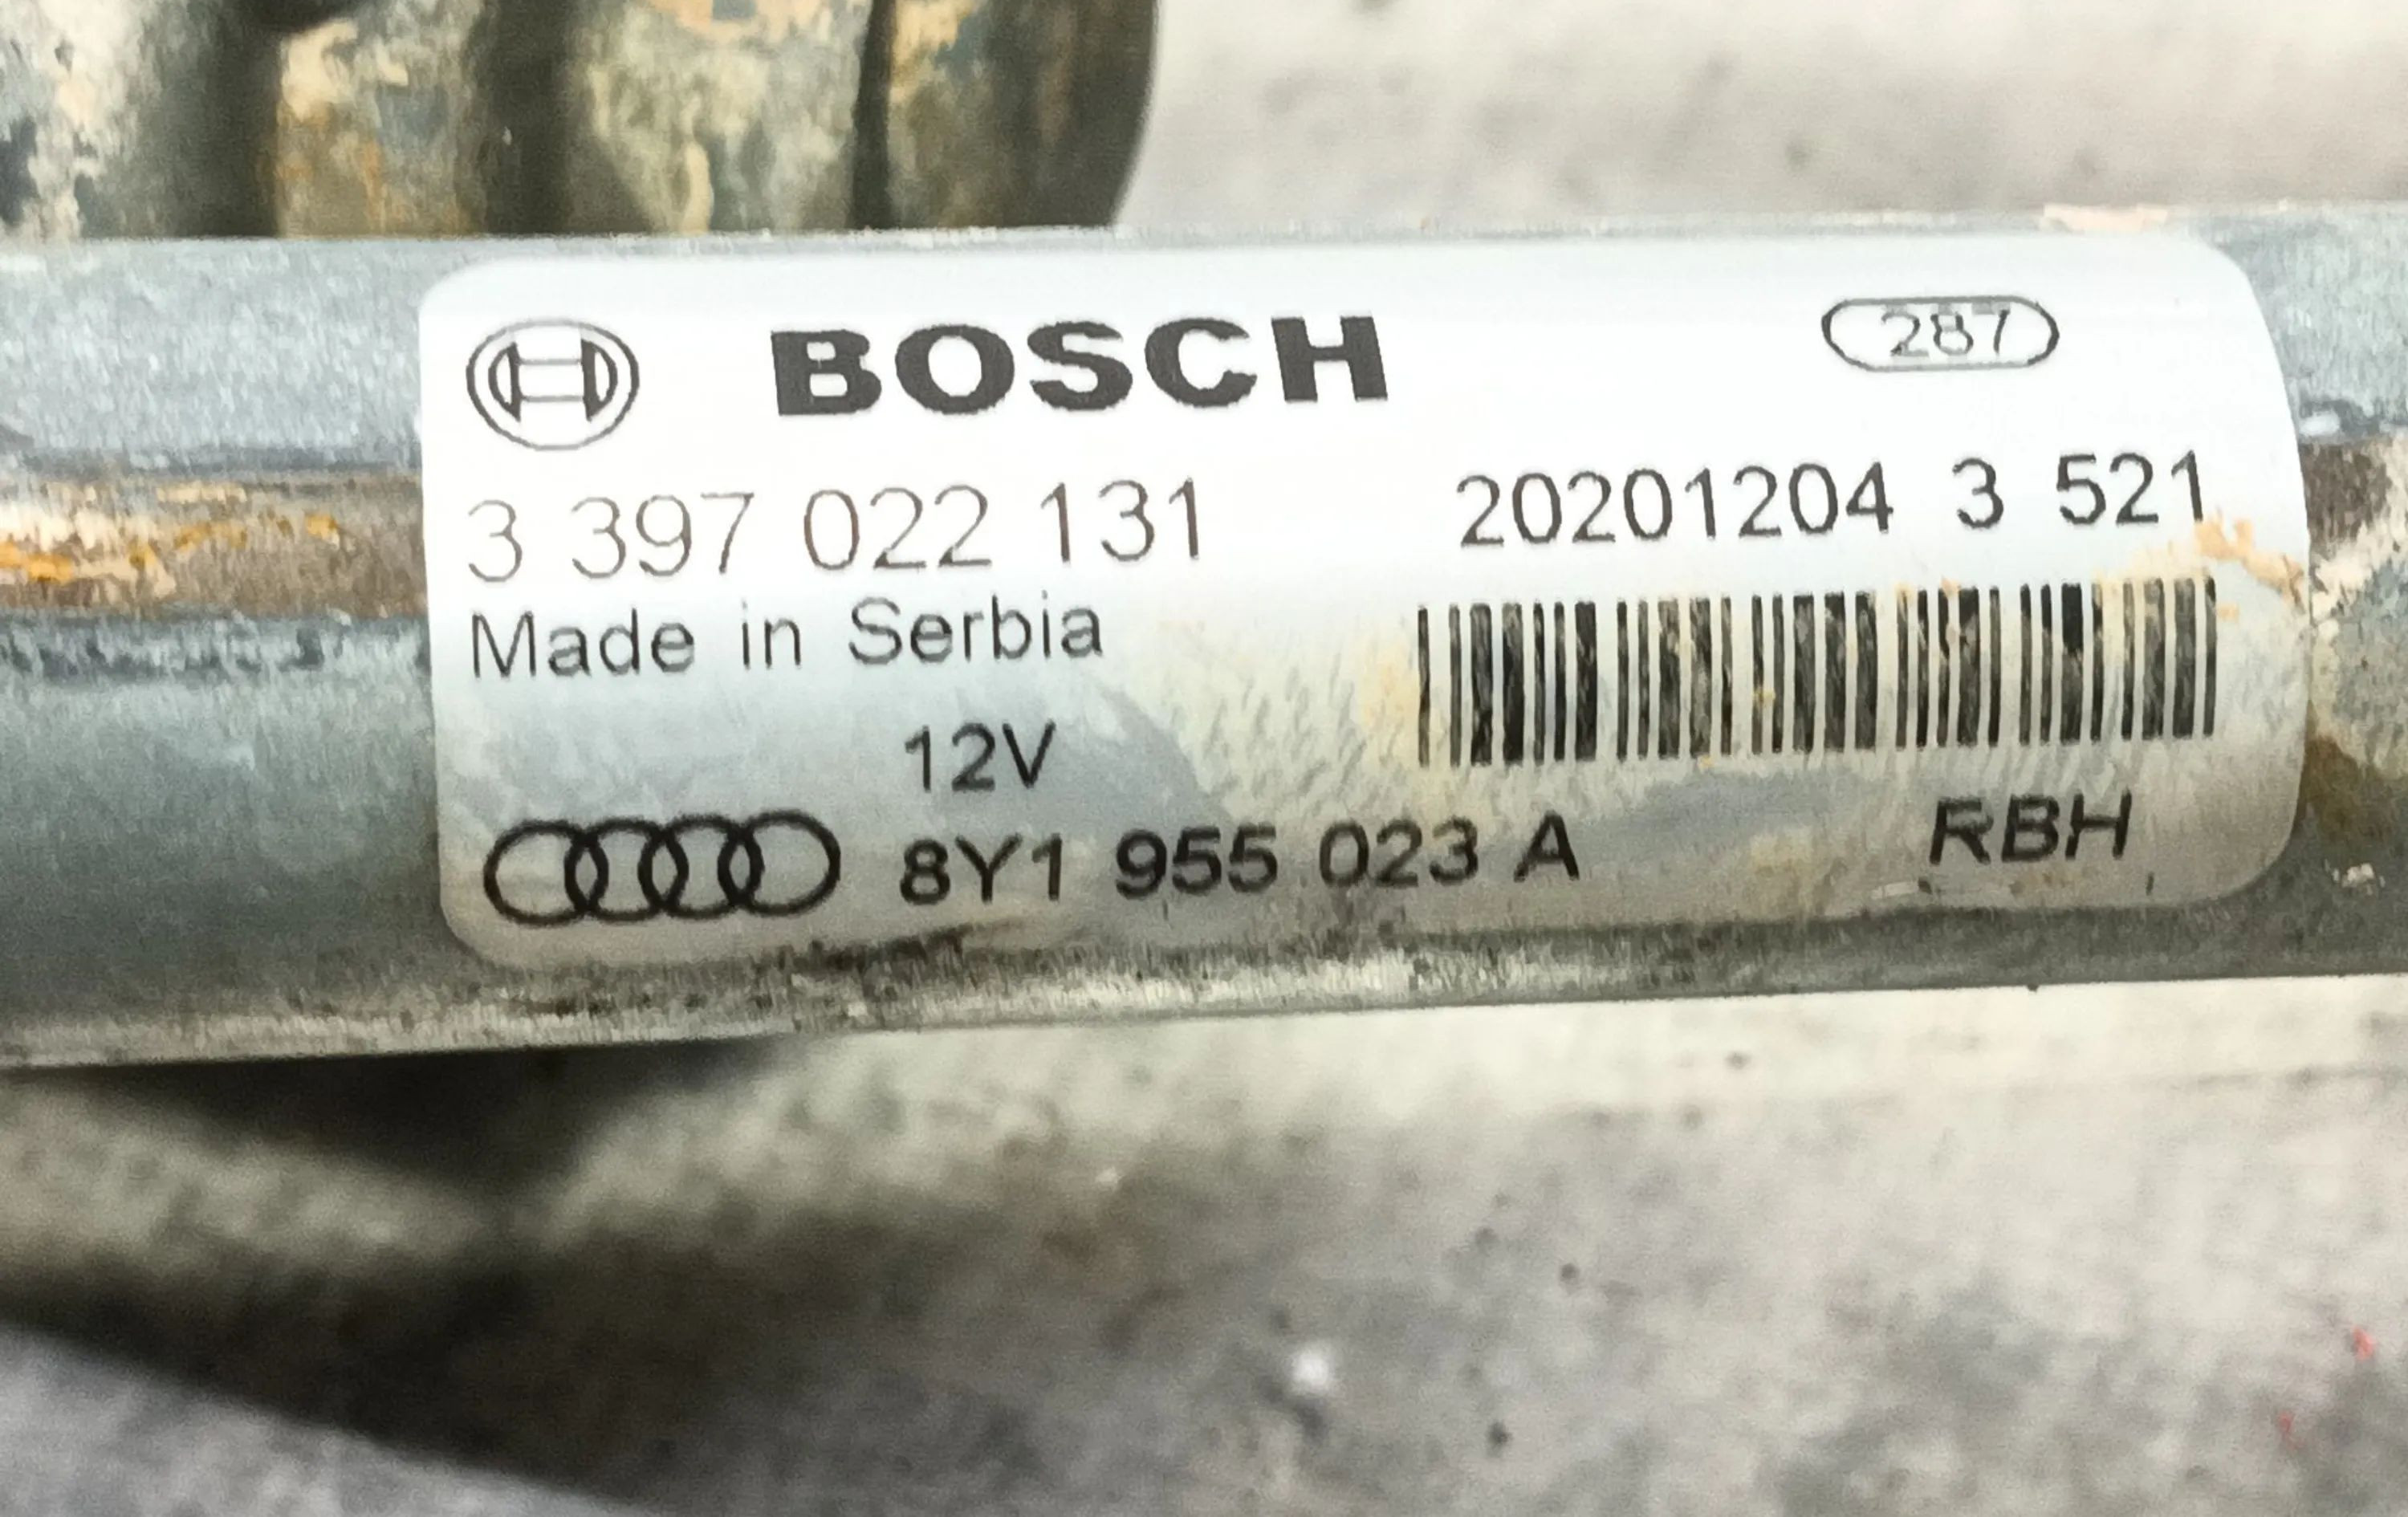 BOSCH 287
3 397 022 131 20201204 3 521
Made in Serbia
12V
8Y1 955 023 A RBH